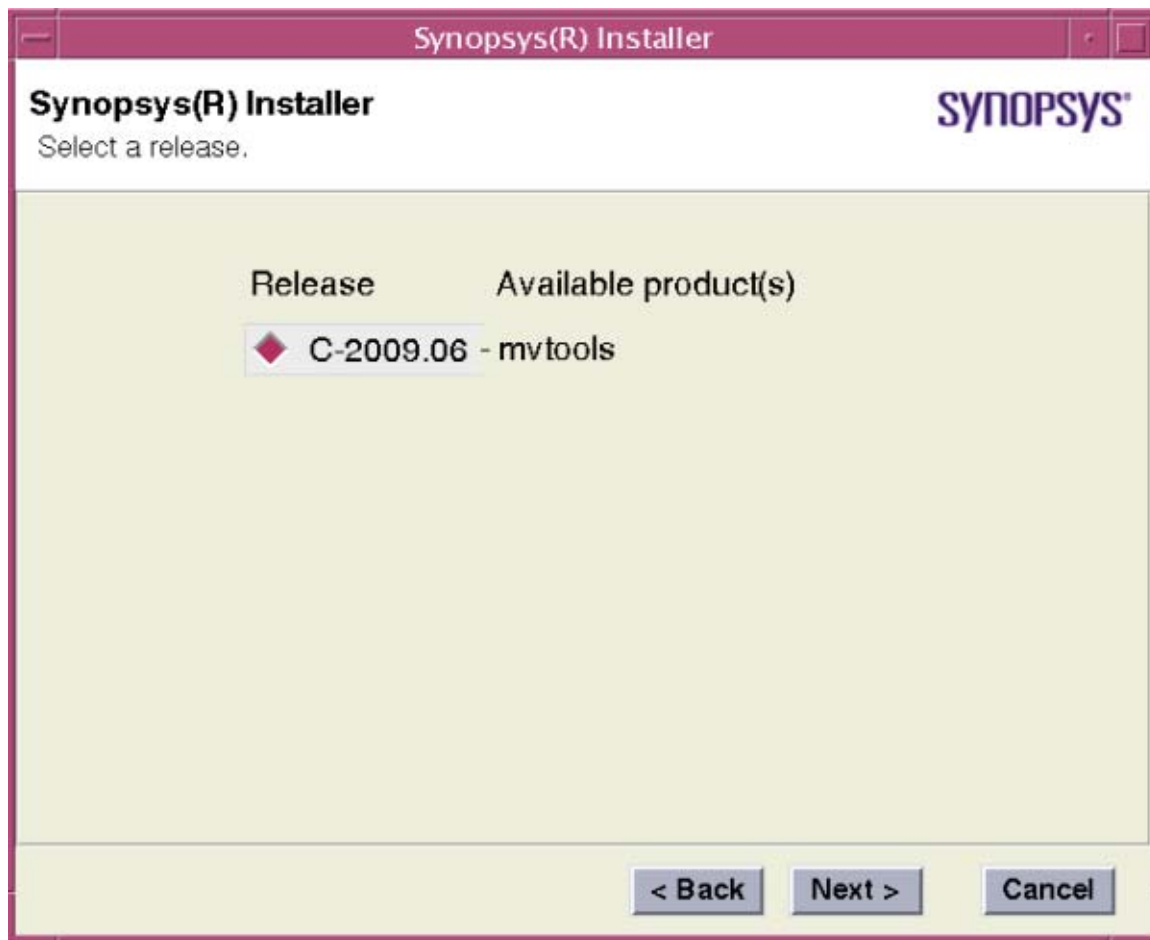 Synopsys(R) Installer
Synopsys(R) Installer
SYNOPSYS®
Select a release.
Release Available product(s)
C-2009.06 - mvtools
< Back Next > Cancel